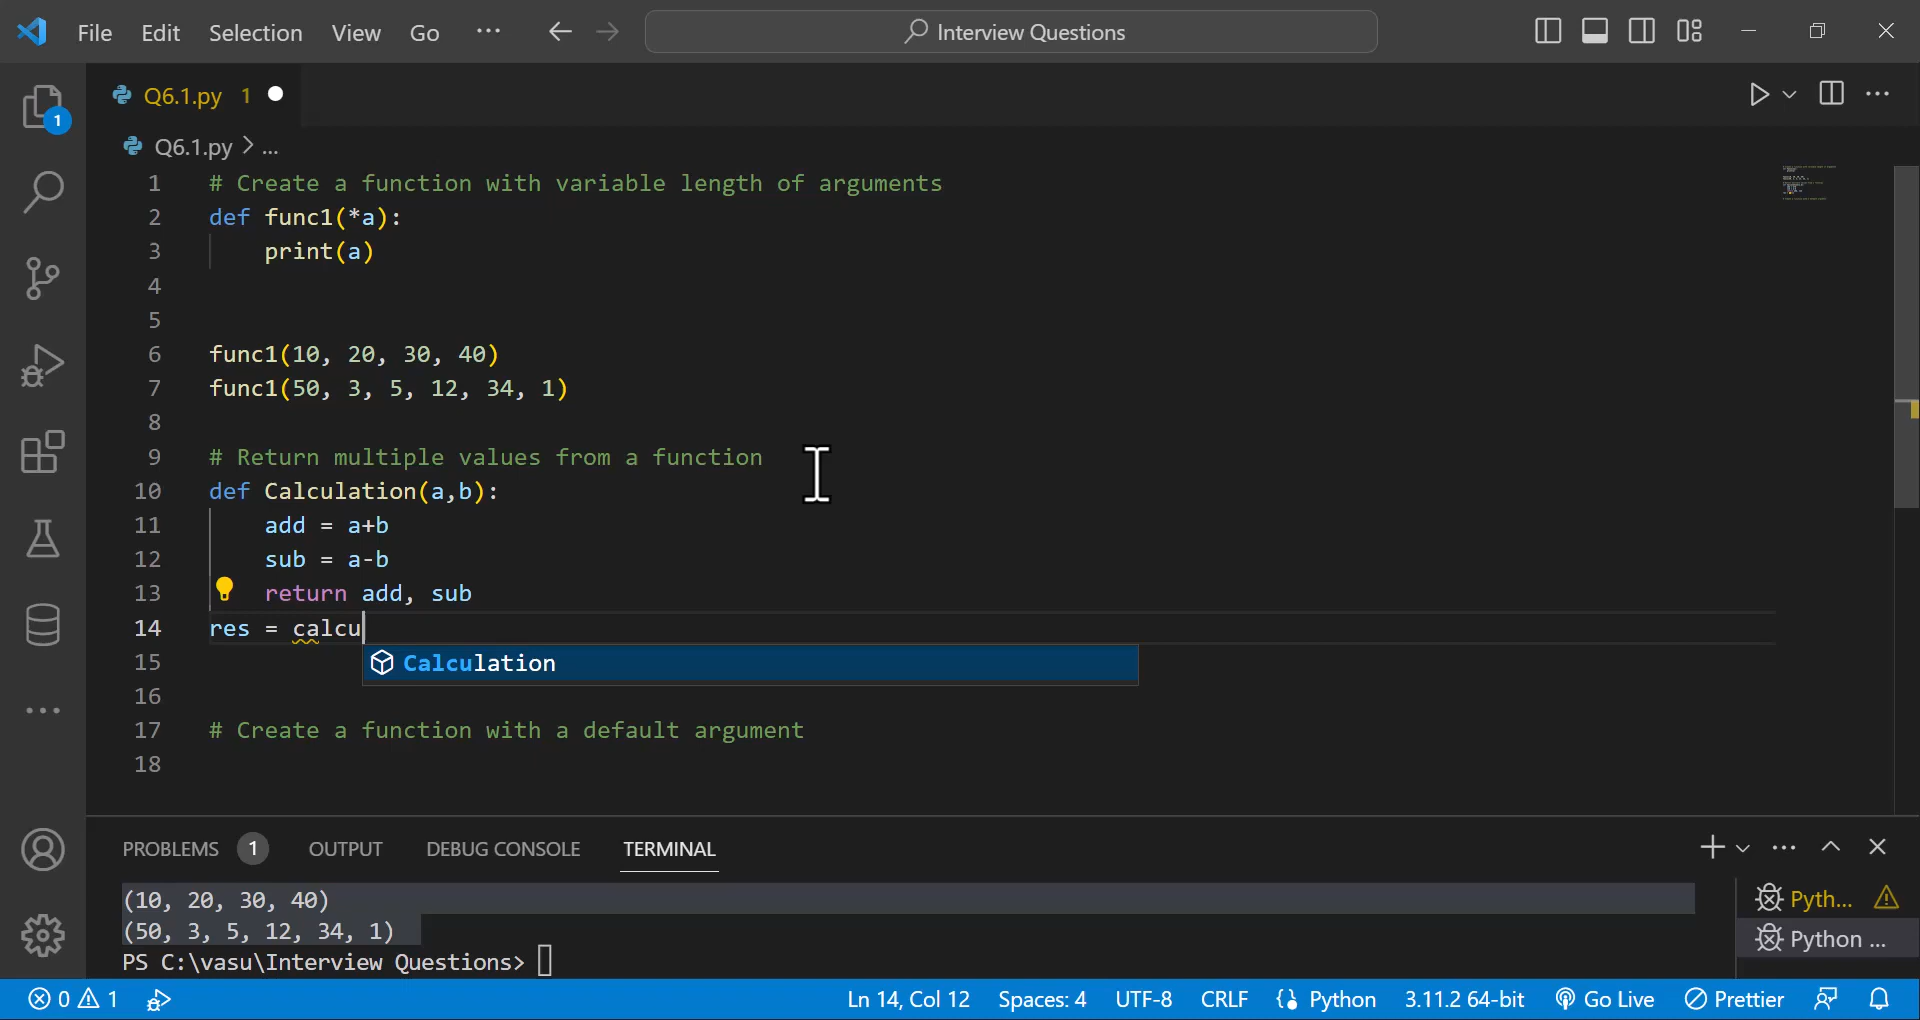 File Edit Selection View Go ... Interview Questions
Q6.1.py 1
1
Q6.1.py > ...
1 # Create a function with variable length of arguments
2 def func1(*a):
3 print(a)
4
5
6 func1(10, 20, 30, 40)
7 func1(50, 3, 5, 12, 34, 1)
8
9 # Return multiple values from a function
10 def Calculation(a,b):
11 add = a+b
12 sub = a-b
13 return add, sub
14 res = calcu
15 Calculation
16
17 # Create a function with a default argument
18
PROBLEMS 1 OUTPUT DEBUG CONSOLE TERMINAL
(10, 20, 30, 40)
(50, 3, 5, 12, 34, 1)
PS C:\vasu\Interview Questions>
Pyth...
Python ...
0 1 Ln 14, Col 12 Spaces: 4 UTF-8 CRLF Python 3.11.2 64-bit Go Live Prettier